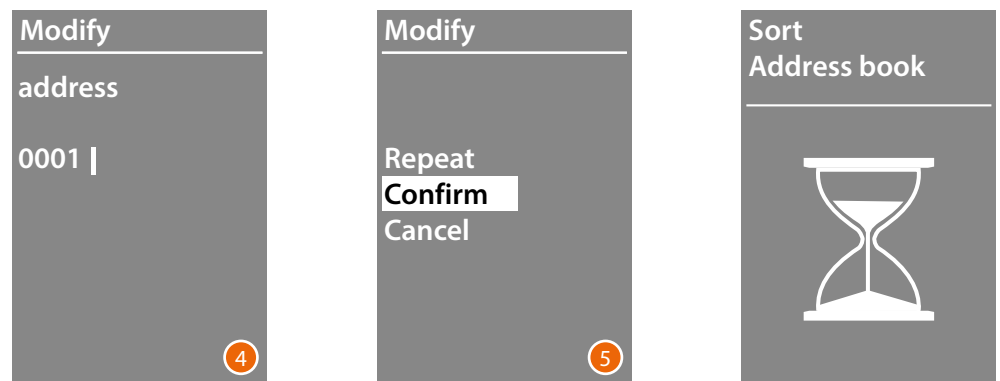 Modify
address
0001
4
Modify
Repeat
Confirm
Cancel
5
Sort
Address book